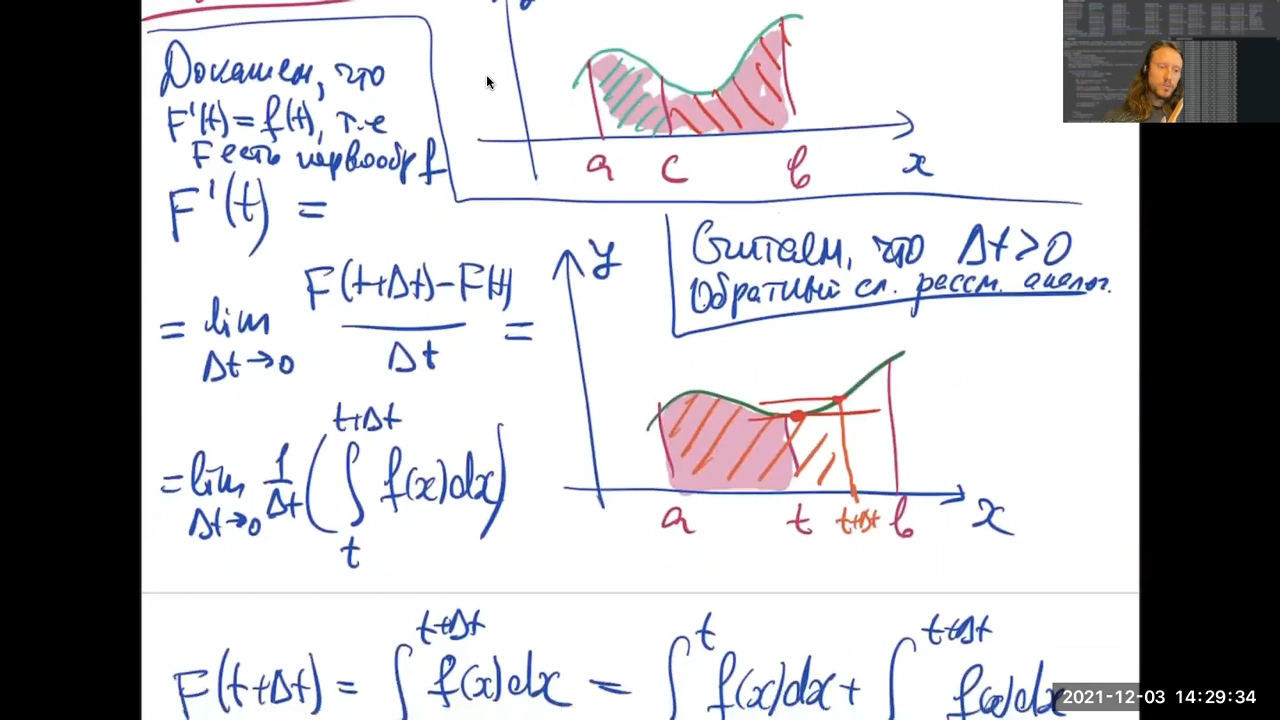 Докажем, что
F'(t) = f(t), т.е
F есть первообр f
F'(t) =
= lim F(t+Δt)-F(t) / Δt =
Δt→0
= lim 1/Δt ( ∫ f(x)dx )
Δt→0
t+Δt
t
y
a c b x
Считаем, что Δt>0
Обратный сл. рассм. аналог.
y
a t t+Δt b x
t+Δt t t+Δt
F(t+Δt) = ∫ f(x)dx = ∫ f(x)dx + ∫ f(x)dx
2021-12-03 14:29:34